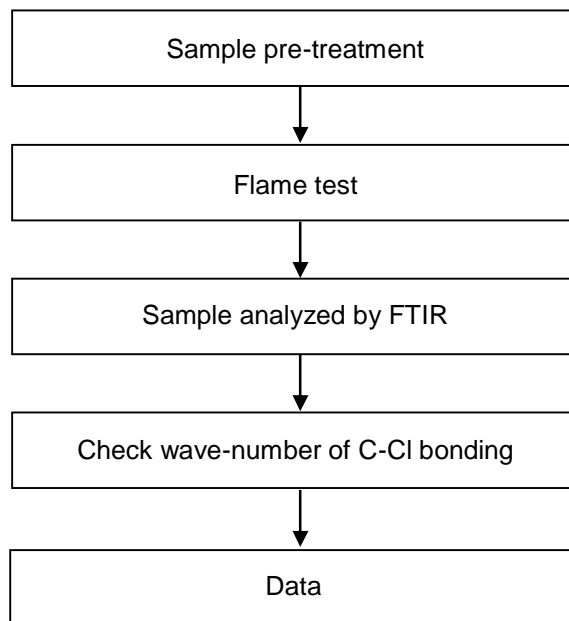 Sample pre-treatment
Flame test
Sample analyzed by FTIR
Check wave-number of C-Cl bonding
Data